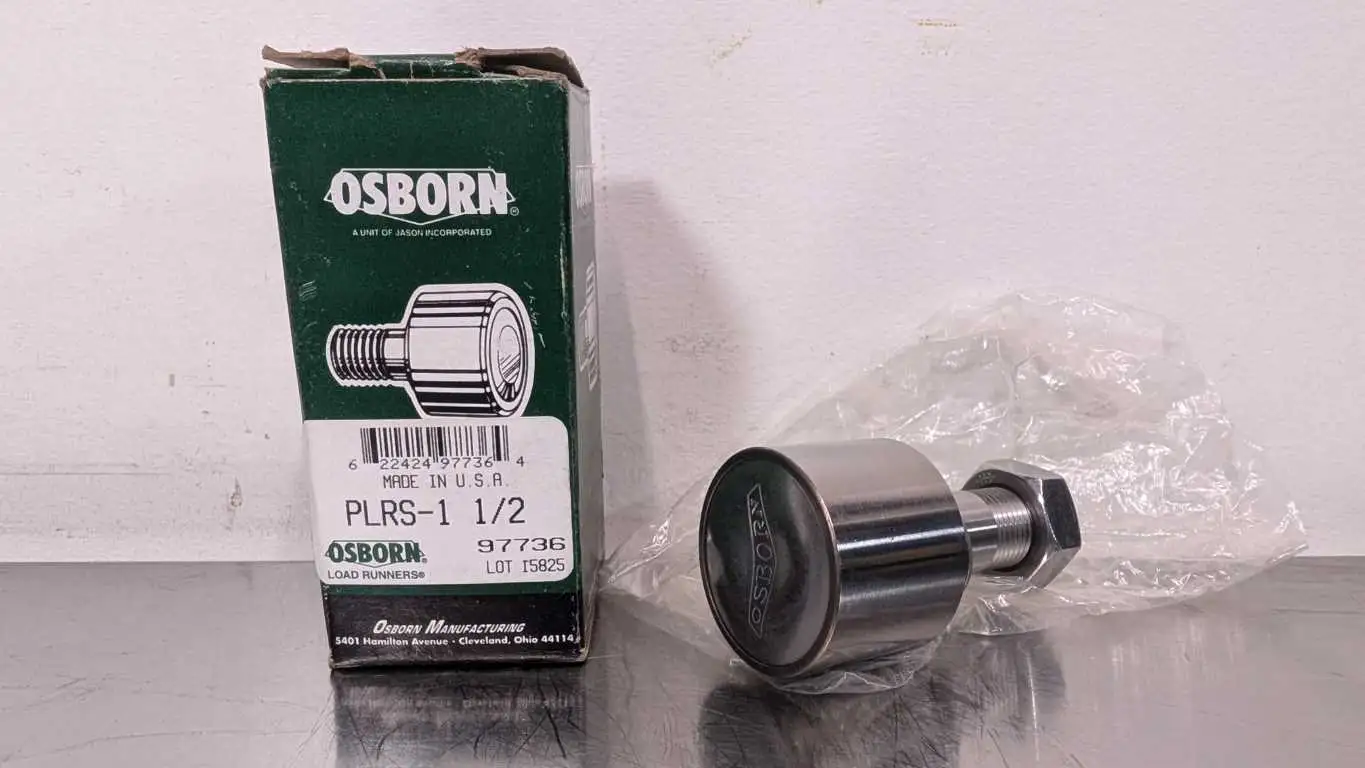 OSBORN®
A UNIT OF JASON INCORPORATED
6 22424 97736 4
MADE IN U.S.A.
PLRS-1 1/2
OSBORN®
97736
LOAD RUNNERS®
LOT I5825
OSBORN MANUFACTURING
5401 Hamilton Avenue • Cleveland, Ohio 44114
OSBORN